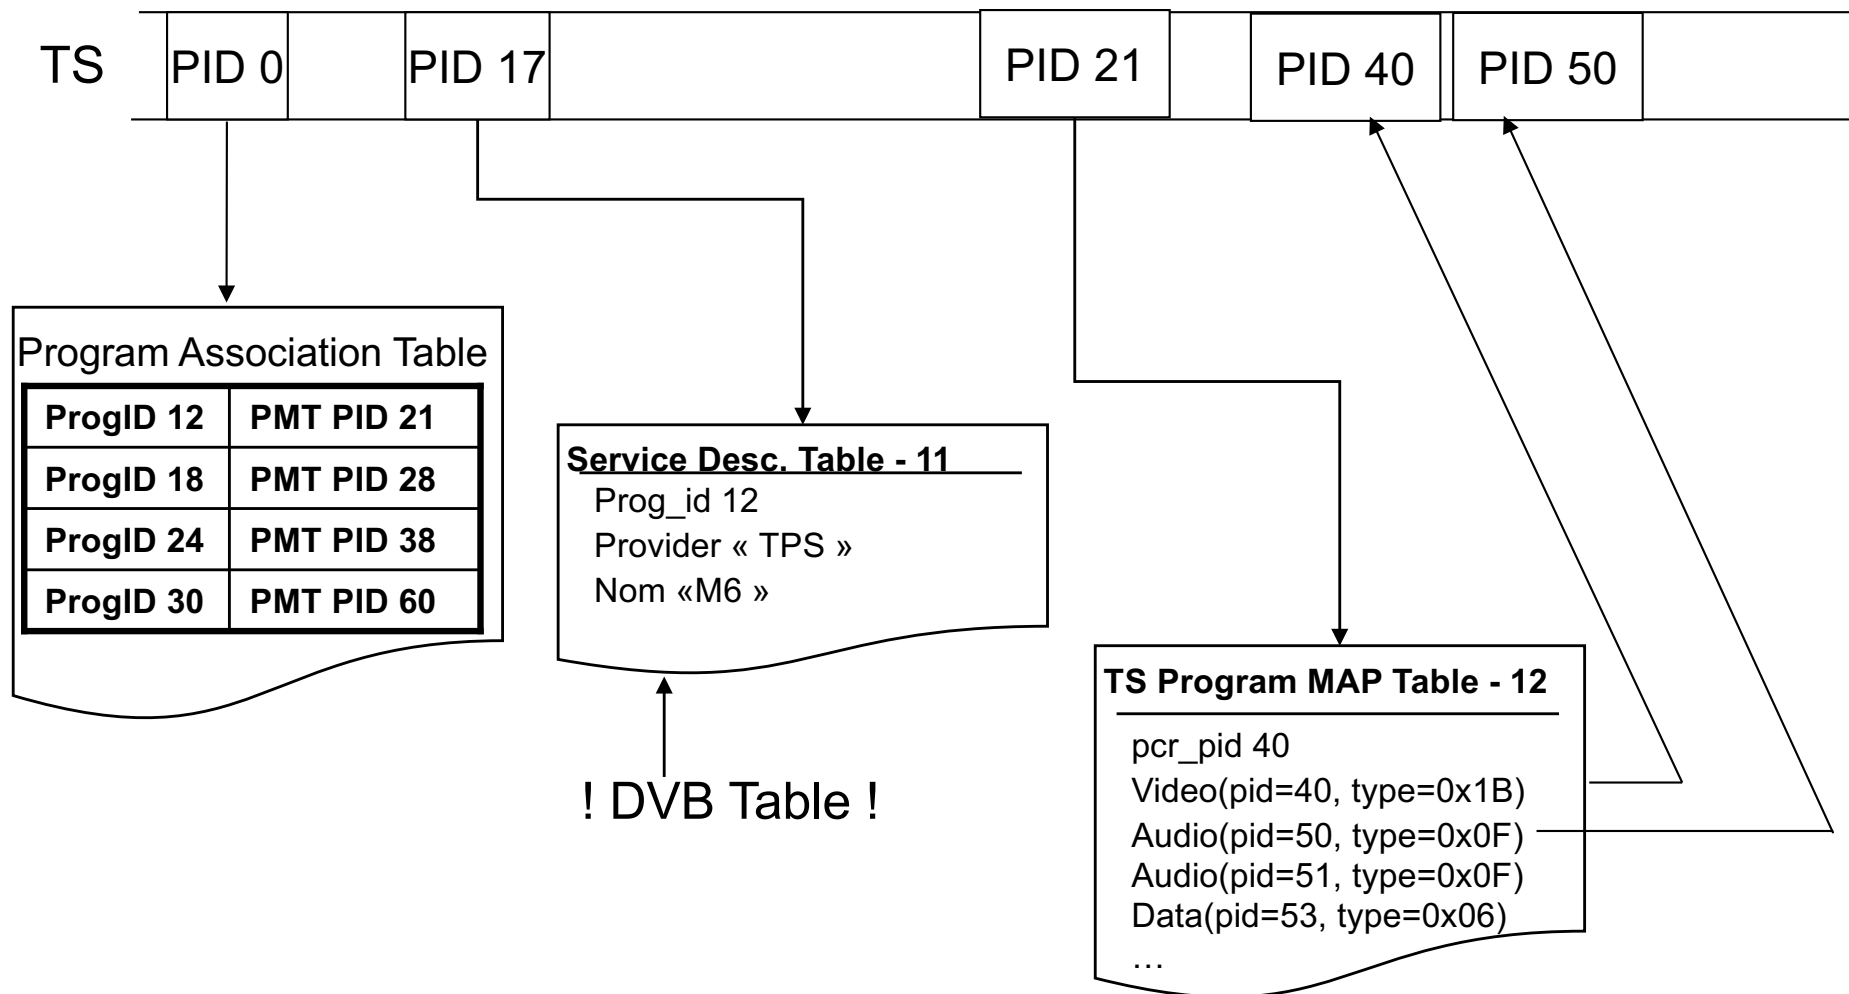 TS
PID 0
PID 17
PID 21
PID 40
PID 50
Program Association Table
ProgID 12 PMT PID 21
ProgID 18 PMT PID 28
ProgID 24 PMT PID 38
ProgID 30 PMT PID 60
Service Desc. Table - 11
Prog_id 12
Provider « TPS »
Nom «M6 »
! DVB Table !
TS Program MAP Table - 12
pcr_pid 40
Video(pid=40, type=0x1B)
Audio(pid=50, type=0x0F)
Audio(pid=51, type=0x0F)
Data(pid=53, type=0x06)
…